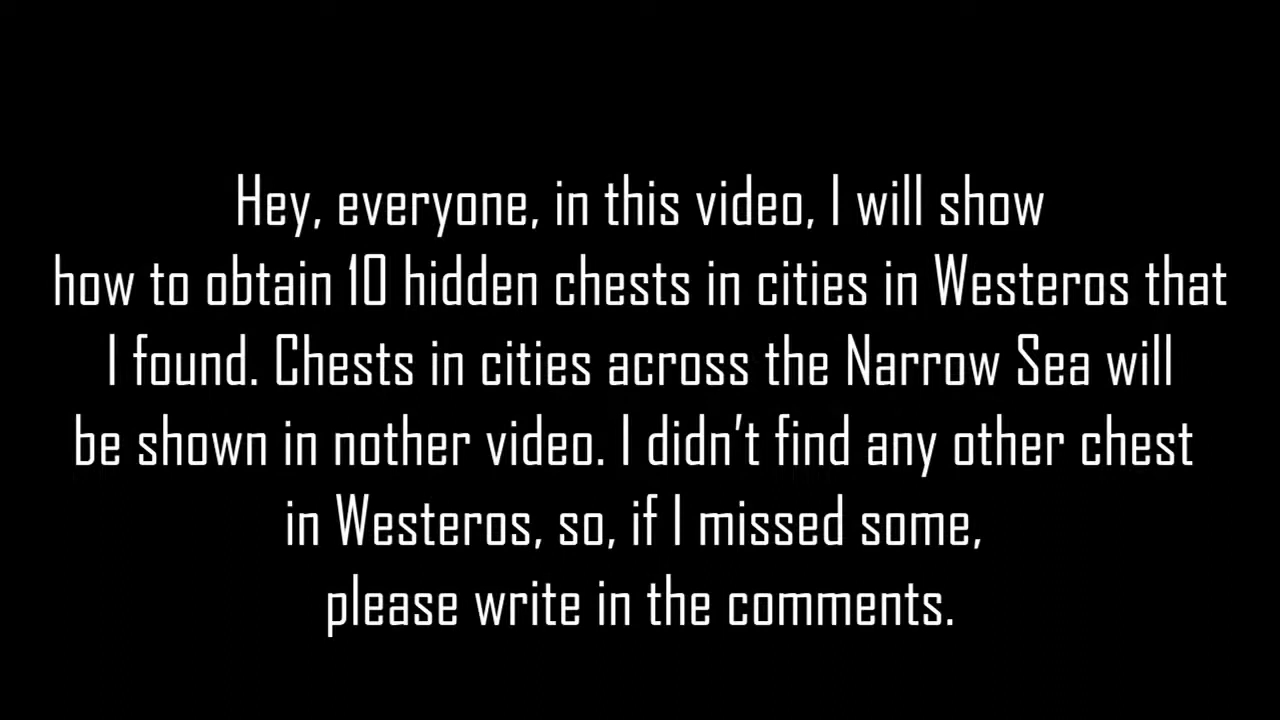 Hey, everyone, in this video, I will show
how to obtain 10 hidden chests in cities in Westeros that
I found. Chests in cities across the Narrow Sea will
be shown in nother video. I didn't find any other chest
in Westeros, so, if I missed some,
please write in the comments.